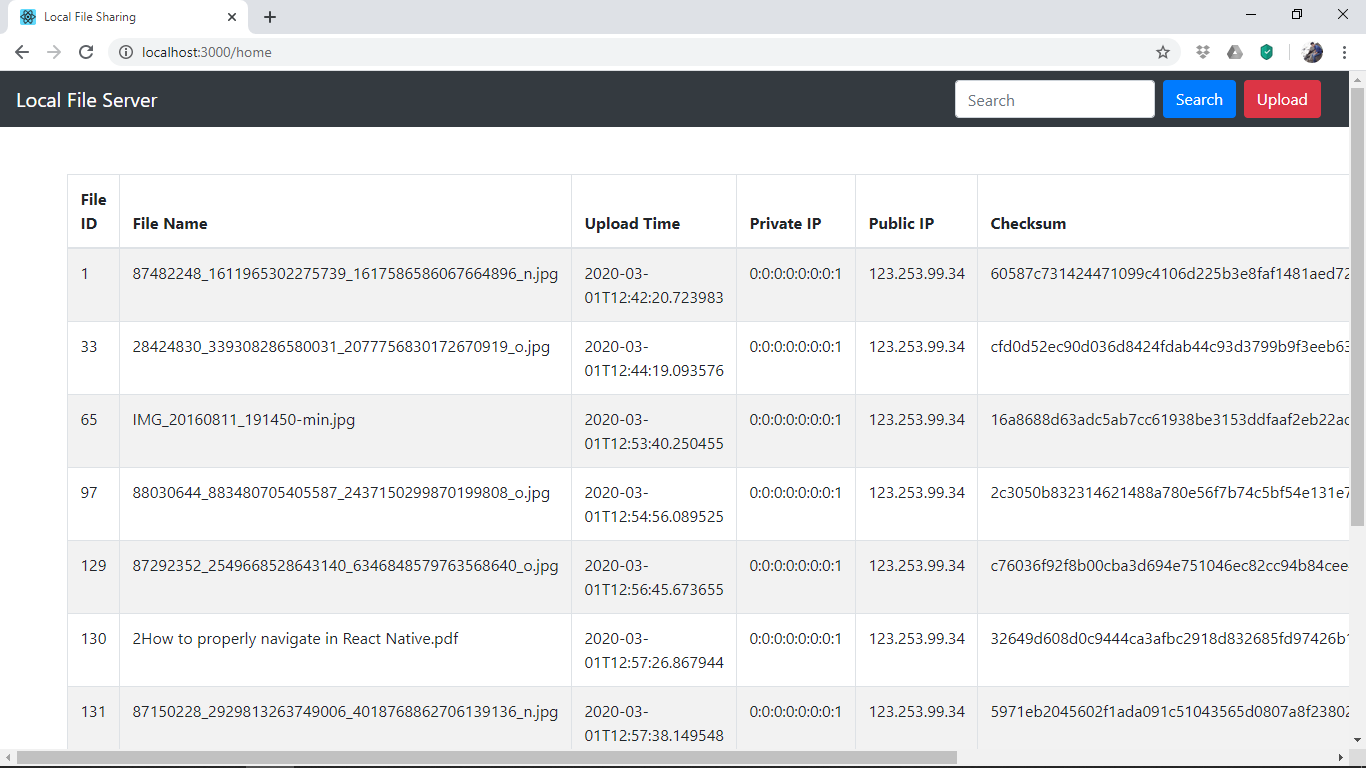 Local File Sharing
localhost:3000/home
Local File Server
Search
Search
Upload
File ID
File Name
Upload Time
Private IP
Public IP
Checksum
1
87482248_1611965302275739_1617586586067664896_n.jpg
2020-03-
01T12:42:20.723983
0:0:0:0:0:0:0:1
123.253.99.34
60587c731424471099c4106d225b3e8faf1481aed72
33
28424830_339308286580031_2077756830172670919_o.jpg
2020-03-
01T12:44:19.093576
0:0:0:0:0:0:0:1
123.253.99.34
cfd0d52ec90d036d8424fdab44c93d3799b9f3eeb63
65
IMG_20160811_191450-min.jpg
2020-03-
01T12:53:40.250455
0:0:0:0:0:0:0:1
123.253.99.34
16a8688d63adc5ab7cc61938be3153ddfaaf2eb22ac
97
88030644_883480705405587_2437150299870199808_o.jpg
2020-03-
01T12:54:56.089525
0:0:0:0:0:0:0:1
123.253.99.34
2c3050b832314621488a780e56f7b74c5bf54e131e7
129
87292352_2549668528643140_6346848579763568640_o.jpg
2020-03-
01T12:56:45.673655
0:0:0:0:0:0:0:1
123.253.99.34
c76036f92f8b00cba3d694e751046ec82cc94b84cee
130
2How to properly navigate in React Native.pdf
2020-03-
01T12:57:26.867944
0:0:0:0:0:0:0:1
123.253.99.34
32649d608d0c9444ca3afbc2918d832685fd97426b1
131
87150228_2929813263749006_4018768862706139136_n.jpg
2020-03-
01T12:57:38.149548
0:0:0:0:0:0:0:1
123.253.99.34
5971eb2045602f1ada091c51043565d0807a8f23802